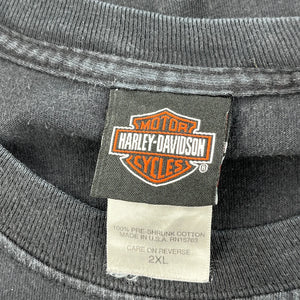 MOTOR
HARLEY-DAVIDSON
CYCLES
®
100% PRE-SHRUNK COTTON
MADE IN U.S.A. RN15763
CARE ON REVERSE
2XL